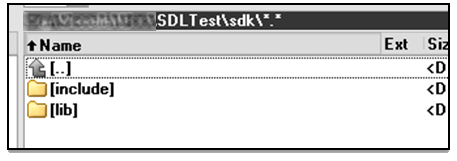 SDLTest\sdk\*.*
Name Ext Siz
[..] <D
[include] <D
[lib] <D